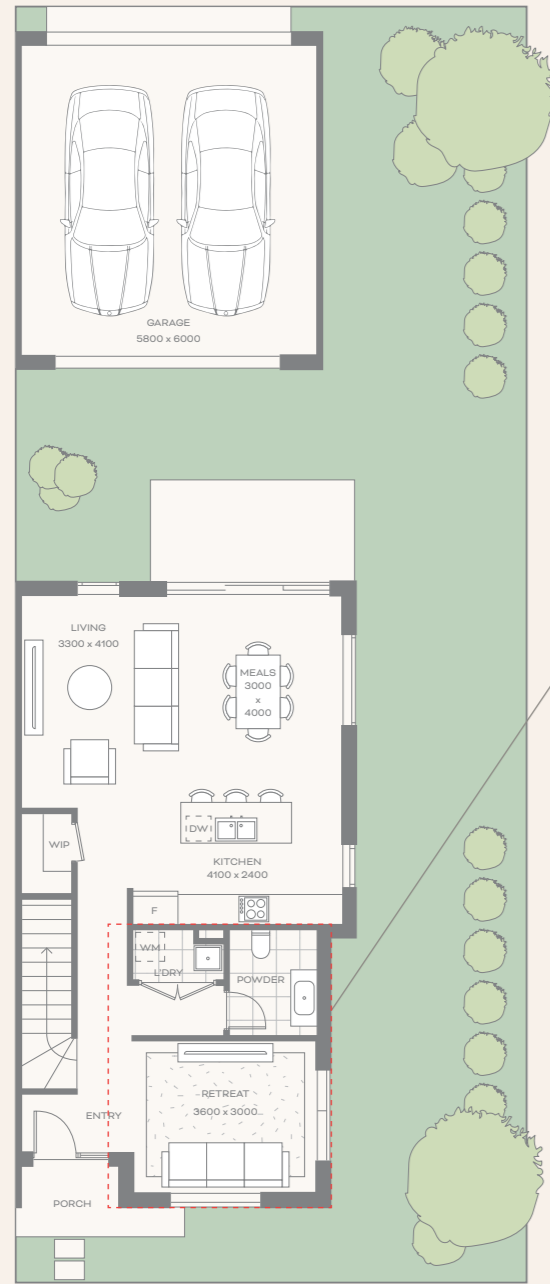 GARAGE
5800 x 6000
LIVING
3300 x 4100
MEALS
3000
x
4000
DW
WIP
KITCHEN
4100 x 2400
F
WM
L'DRY
POWDER
RETREAT
3600 x 3000
ENTRY
PORCH